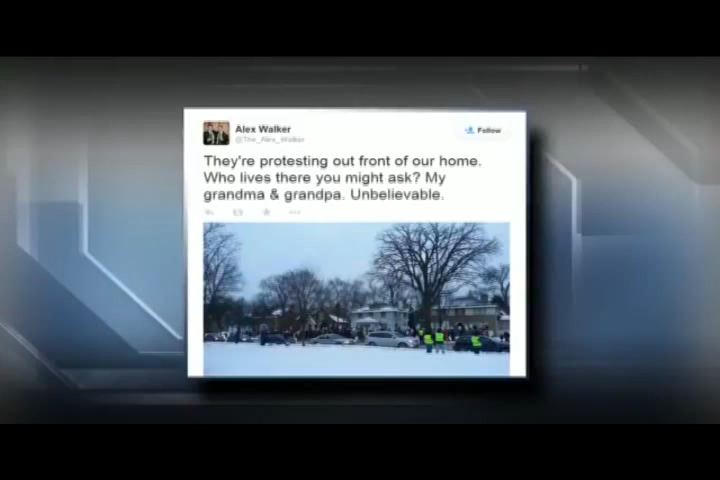 Alex Walker
@The_Alex_Walker
Follow
They're protesting out front of our home.
Who lives there you might ask? My
grandma & grandpa. Unbelievable.